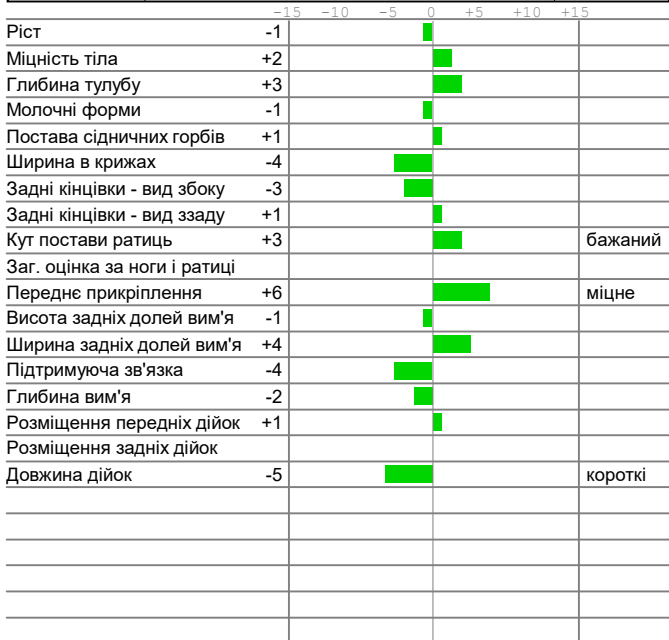 -15 -10 -5 0 +5 +10 +15
Ріст -1
Міцність тіла +2
Глибина тулубу +3
Молочні форми -1
Постава сідничних горбів +1
Ширина в крижах -4
Задні кінцівки - вид збоку -3
Задні кінцівки - вид ззаду +1
Кут постави ратиць +3 бажаний
Заг. оцінка за ноги і ратиці
Переднє прикріплення +6 міцне
Висота задніх долей вим'я -1
Ширина задніх долей вим'я +4
Підтримуюча зв'язка -4
Глибина вим'я -2
Розміщення передніх дійок +1
Розміщення задніх дійок
Довжина дійок -5 короткі